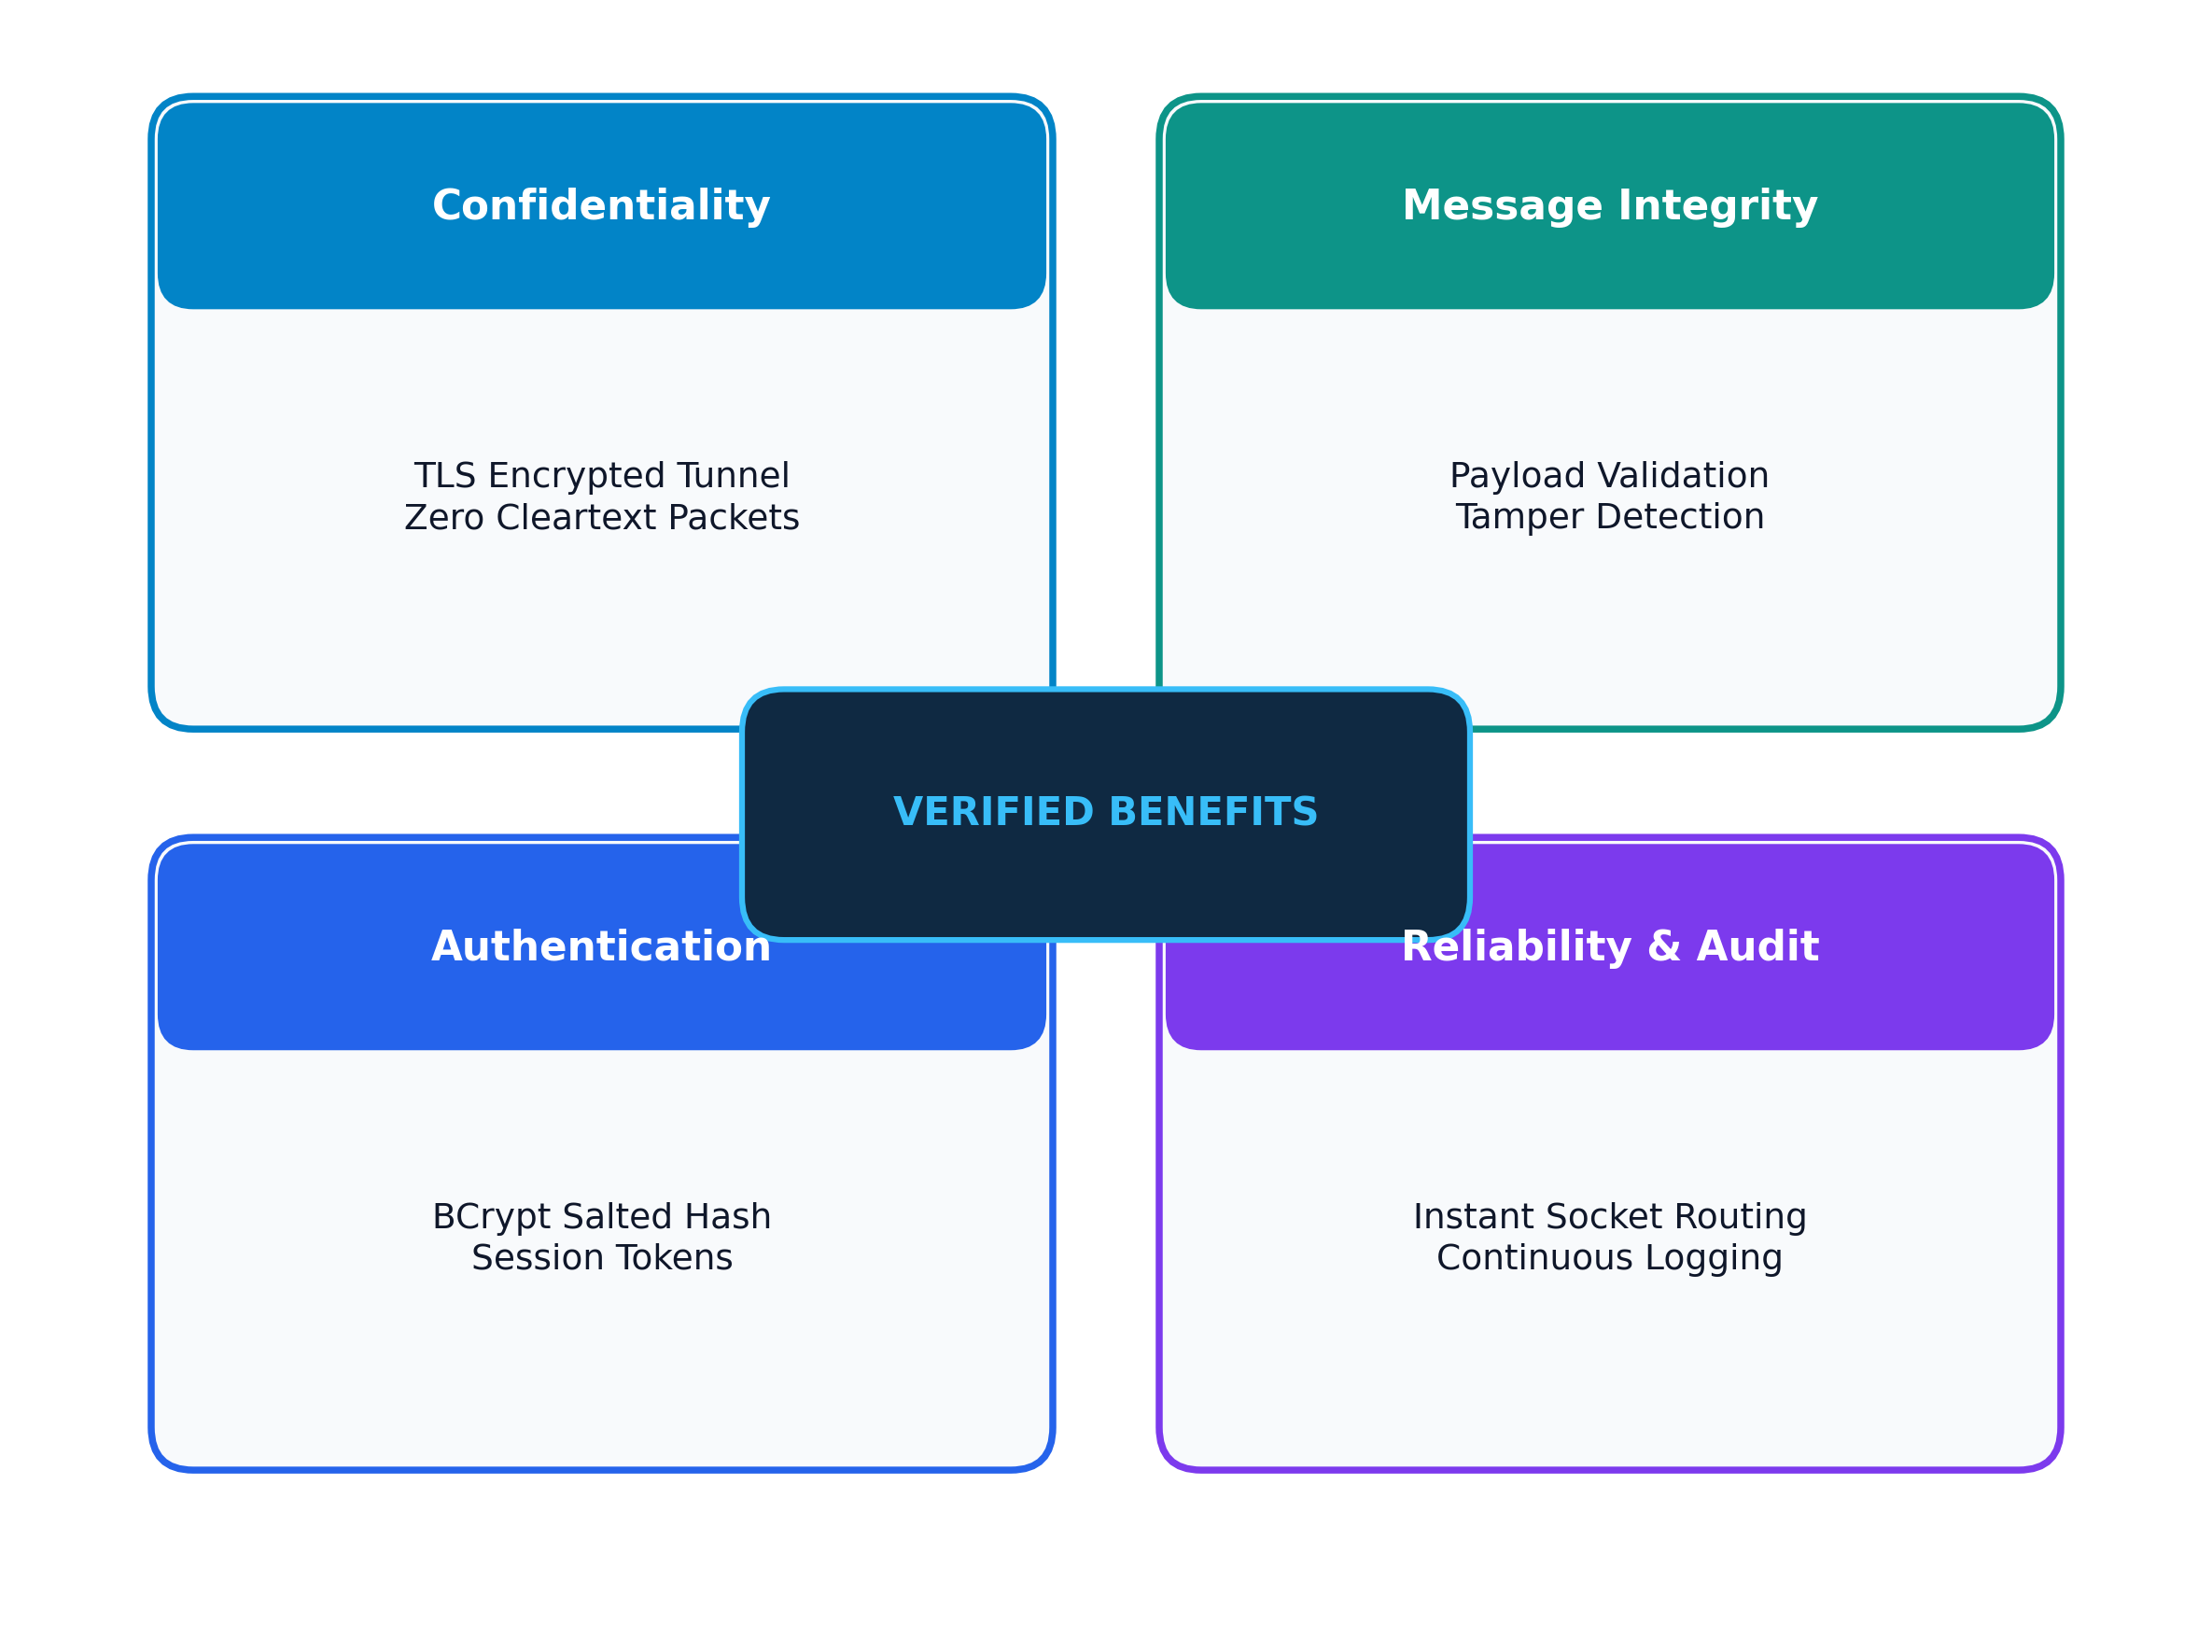 Confidentiality
TLS Encrypted Tunnel
Zero Cleartext Packets
Message Integrity
Payload Validation
Tamper Detection
VERIFIED BENEFITS
Authentication
BCrypt Salted Hash
Session Tokens
Reliability & Audit
Instant Socket Routing
Continuous Logging